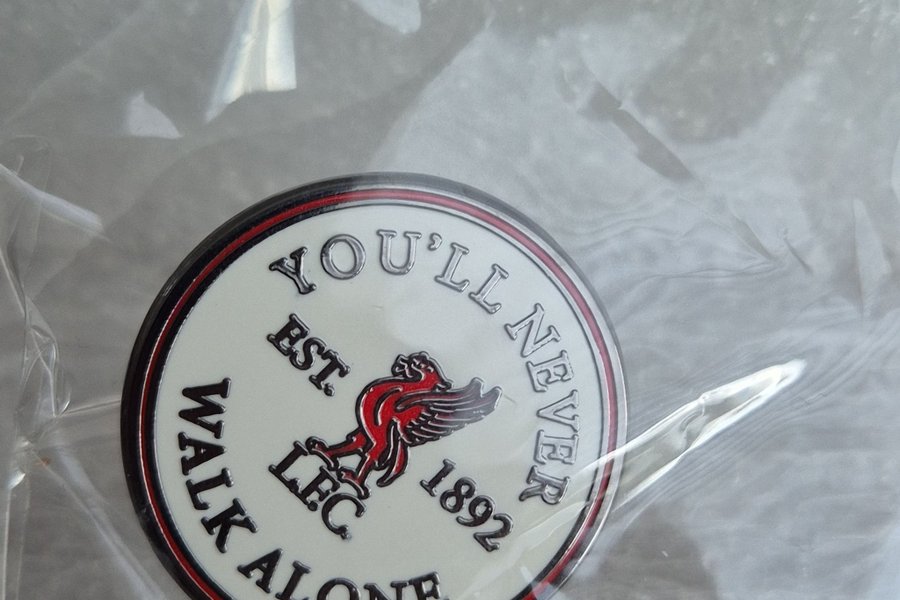 YOU'LL NEVER
EST. 1892
L.F.C
WALK ALONE